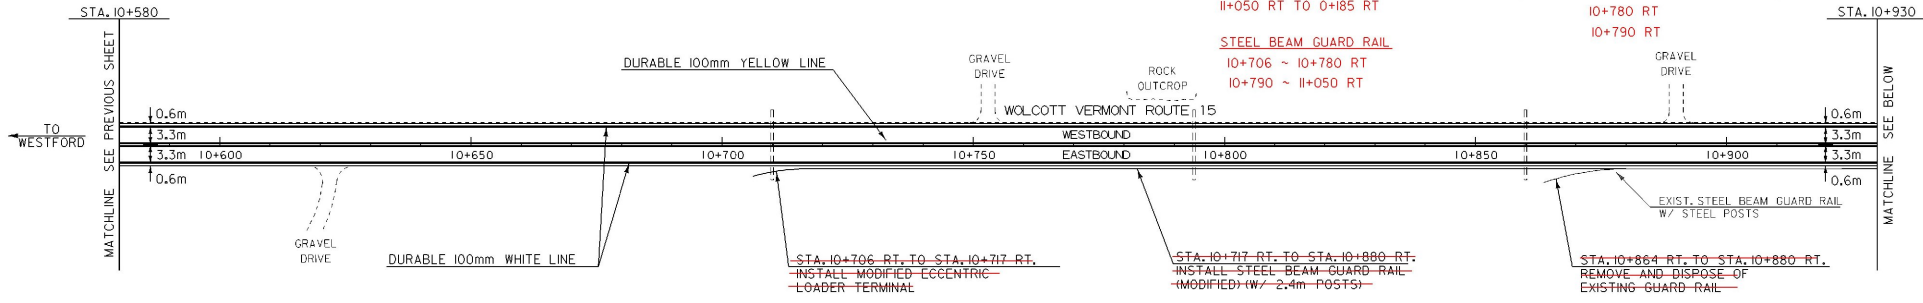 STA. 10+580
11+050 RT TO 0+185 RT
10+780 RT
10+790 RT
STA. 10+930
STEEL BEAM GUARD RAIL
10+706 ~ 10+780 RT
10+790 ~ 11+050 RT
DURABLE 100mm YELLOW LINE
GRAVEL
DRIVE
ROCK
OUTCROP
GRAVEL
DRIVE
MATCHLINE SEE PREVIOUS SHEET
MATCHLINE SEE BELOW
WOLCOTT VERMONT ROUTE 15
0.6m
0.6m
TO
WESTFORD
3.3m
WESTBOUND
3.3m
3.3m
10+600
10+650
10+700
10+750
EASTBOUND
10+800
10+850
10+900
3.3m
0.6m
0.6m
GRAVEL
DRIVE
EXIST. STEEL BEAM GUARD RAIL
W/ STEEL POSTS
DURABLE 100mm WHITE LINE
STA. 10+706 RT. TO STA. 10+717 RT.
INSTALL MODIFIED ECCENTRIC
LOADER TERMINAL
STA. 10+717 RT. TO STA. 10+880 RT.
INSTALL STEEL BEAM GUARD RAIL
(MODIFIED) (W/ 2.4m POSTS)
STA. 10+864 RT. TO STA. 10+880 RT.
REMOVE AND DISPOSE OF
EXISTING GUARD RAIL